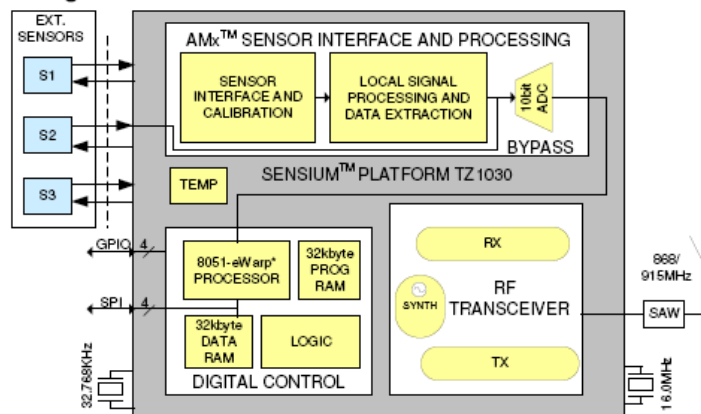 EXT.
SENSORS
S1
S2
S3
AMx™ SENSOR INTERFACE AND PROCESSING
SENSOR
INTERFACE AND
CALIBRATION
LOCAL SIGNAL
PROCESSING AND
DATA EXTRACTION
10bit
ADC
BYPASS
SENSIUM™ PLATFORM TZ1030
TEMP
GPIO 4
SPI 4
8051-eWarp*
PROCESSOR
32kbyte
PROG
RAM
32kbyte
DATA
RAM
LOGIC
DIGITAL CONTROL
RX
SYNTH
RF
TRANSCEIVER
TX
868/
915MHz
SAW
32.768KHz
16.0MHz